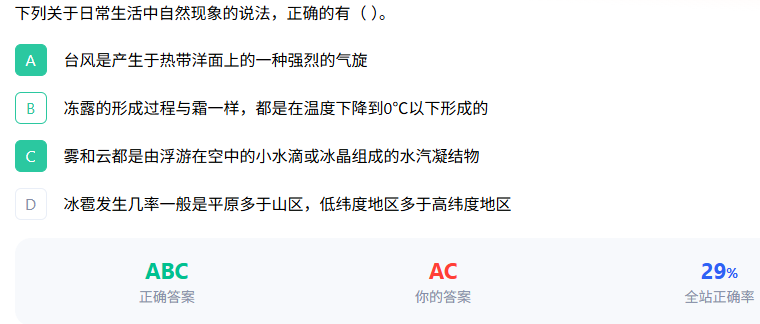 下列关于日常生活中自然现象的说法，正确的有（ ）。
A 台风是产生于热带洋面上的一种强烈的气旋
B 冻露的形成过程与霜一样，都是在温度下降到0℃以下形成的
C 雾和云都是由浮游在空中的小水滴或冰晶组成的水汽凝结物
D 冰雹发生几率一般是平原多于山区，低纬度地区多于高纬度地区
ABC AC 29%
正确答案 你的答案 全站正确率